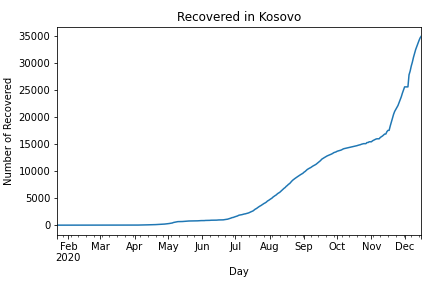 Recovered in Kosovo
Number of Recovered
35000
30000
25000
20000
15000
10000
5000
0
Feb Mar Apr May Jun Jul Aug Sep Oct Nov Dec
2020
Day